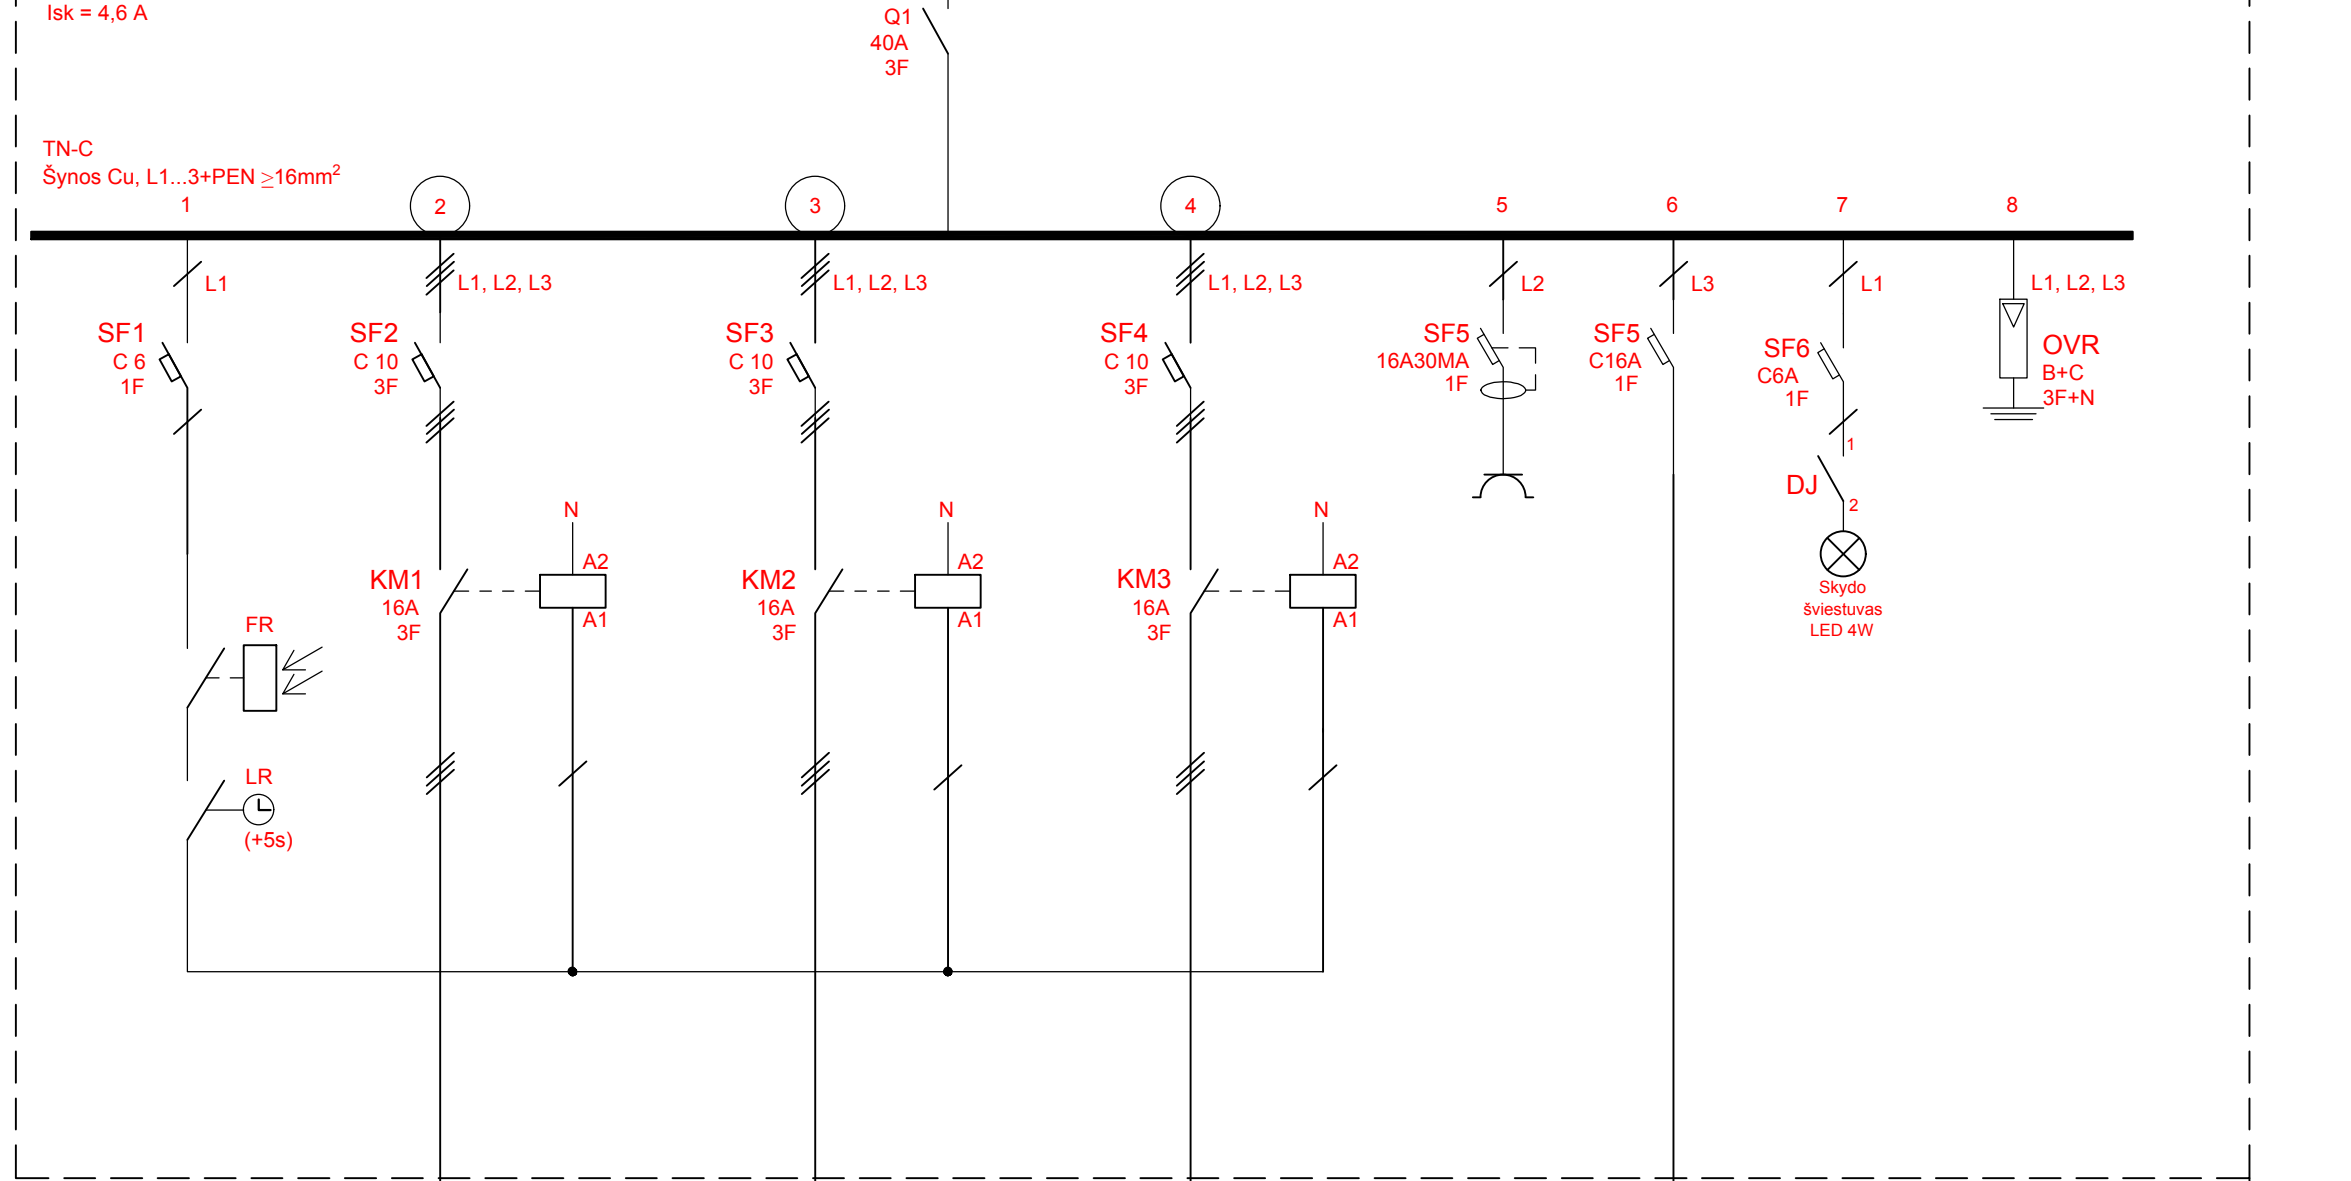 Isk = 4,6 A
Q1
40A
3F
TN-C
Šynos Cu, L1...3+PEN ≥16mm²
1
2
3
4
5
6
7
8
L1
L1, L2, L3
L1, L2, L3
L1, L2, L3
L2
L3
L1
L1, L2, L3
SF1
C 6
1F
SF2
C 10
3F
SF3
C 10
3F
SF4
C 10
3F
SF5
16A30MA
1F
SF5
C16A
1F
SF6
C6A
1F
OVR
B+C
3F+N
1
DJ
2
Skydo
šviestuvas
LED 4W
N
A2
KM1
16A
3F
A1
N
A2
KM2
16A
3F
A1
N
A2
KM3
16A
3F
A1
FR
LR
(+5s)